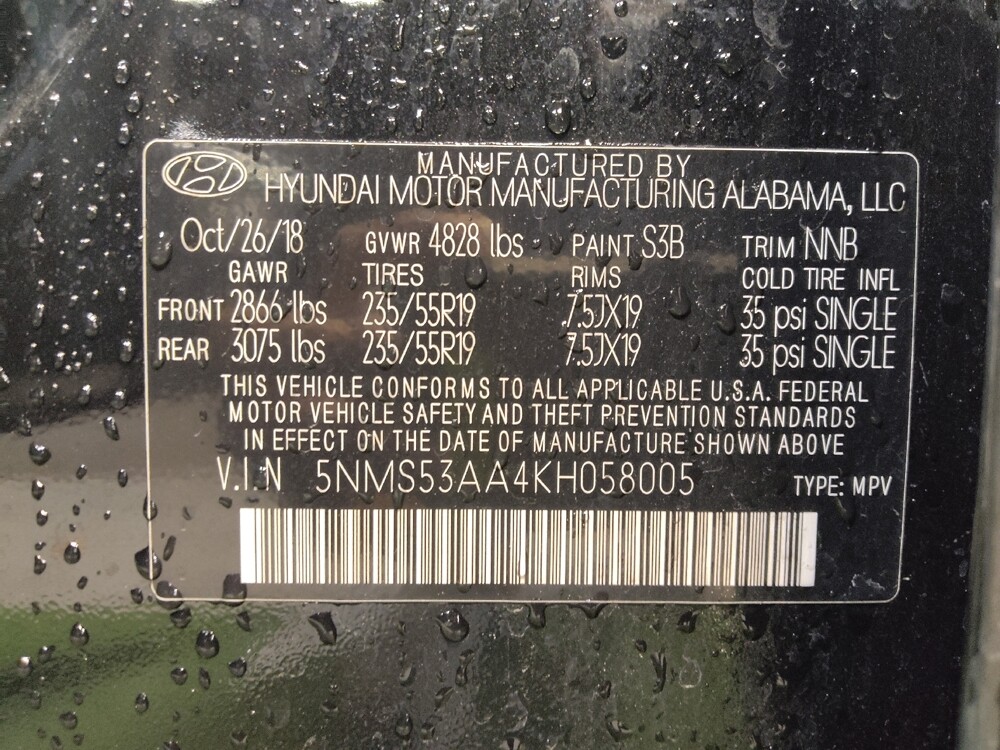 MANUFACTURED BY
HYUNDAI MOTOR MANUFACTURING ALABAMA, LLC
Oct/26/18 GVWR 4828 lbs PAINT S3B TRIM NNB
GAWR TIRES RIMS COLD TIRE INFL
FRONT 2866 lbs 235/55R19 7.5JX19 35 psi SINGLE
REAR 3075 lbs 235/55R19 7.5JX19 35 psi SINGLE
THIS VEHICLE CONFORMS TO ALL APPLICABLE U.S.A. FEDERAL
MOTOR VEHICLE SAFETY AND THEFT PREVENTION STANDARDS
IN EFFECT ON THE DATE OF MANUFACTURE SHOWN ABOVE
V.I.N 5NMS53AA4KH058005 TYPE: MPV